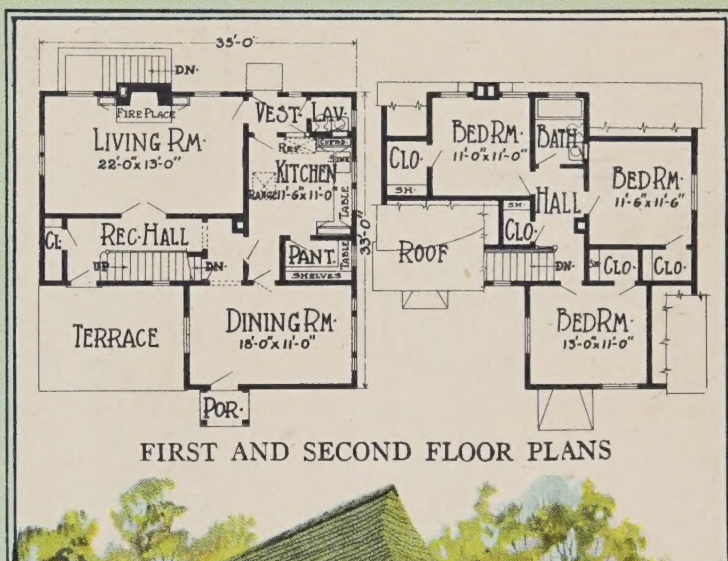 35'-0"
DN·
FIRE PLACE
VEST·
LAV·
LIVING RM·
22'-0"x13'-0"
REF·
CUPDS·
SINK
KITCHEN
RANGE
11'-6"x11'-0"
TABLE
33'-0"
CL·
REC·HALL
UP
DN·
PANT·
TABLE
SHELVES
TERRACE
DINING RM·
18'-0"x11'-0"
POR·
BED RM·
11'-0"x11'-0"
BATH
CLO·
SH·
HALL
BED RM·
11'-6"x11'-6"
SH·
CLO·
ROOF
DN·
SH
CLO·
CLO·
BED RM·
13'-0"x11'-0"
FIRST AND SECOND FLOOR PLANS